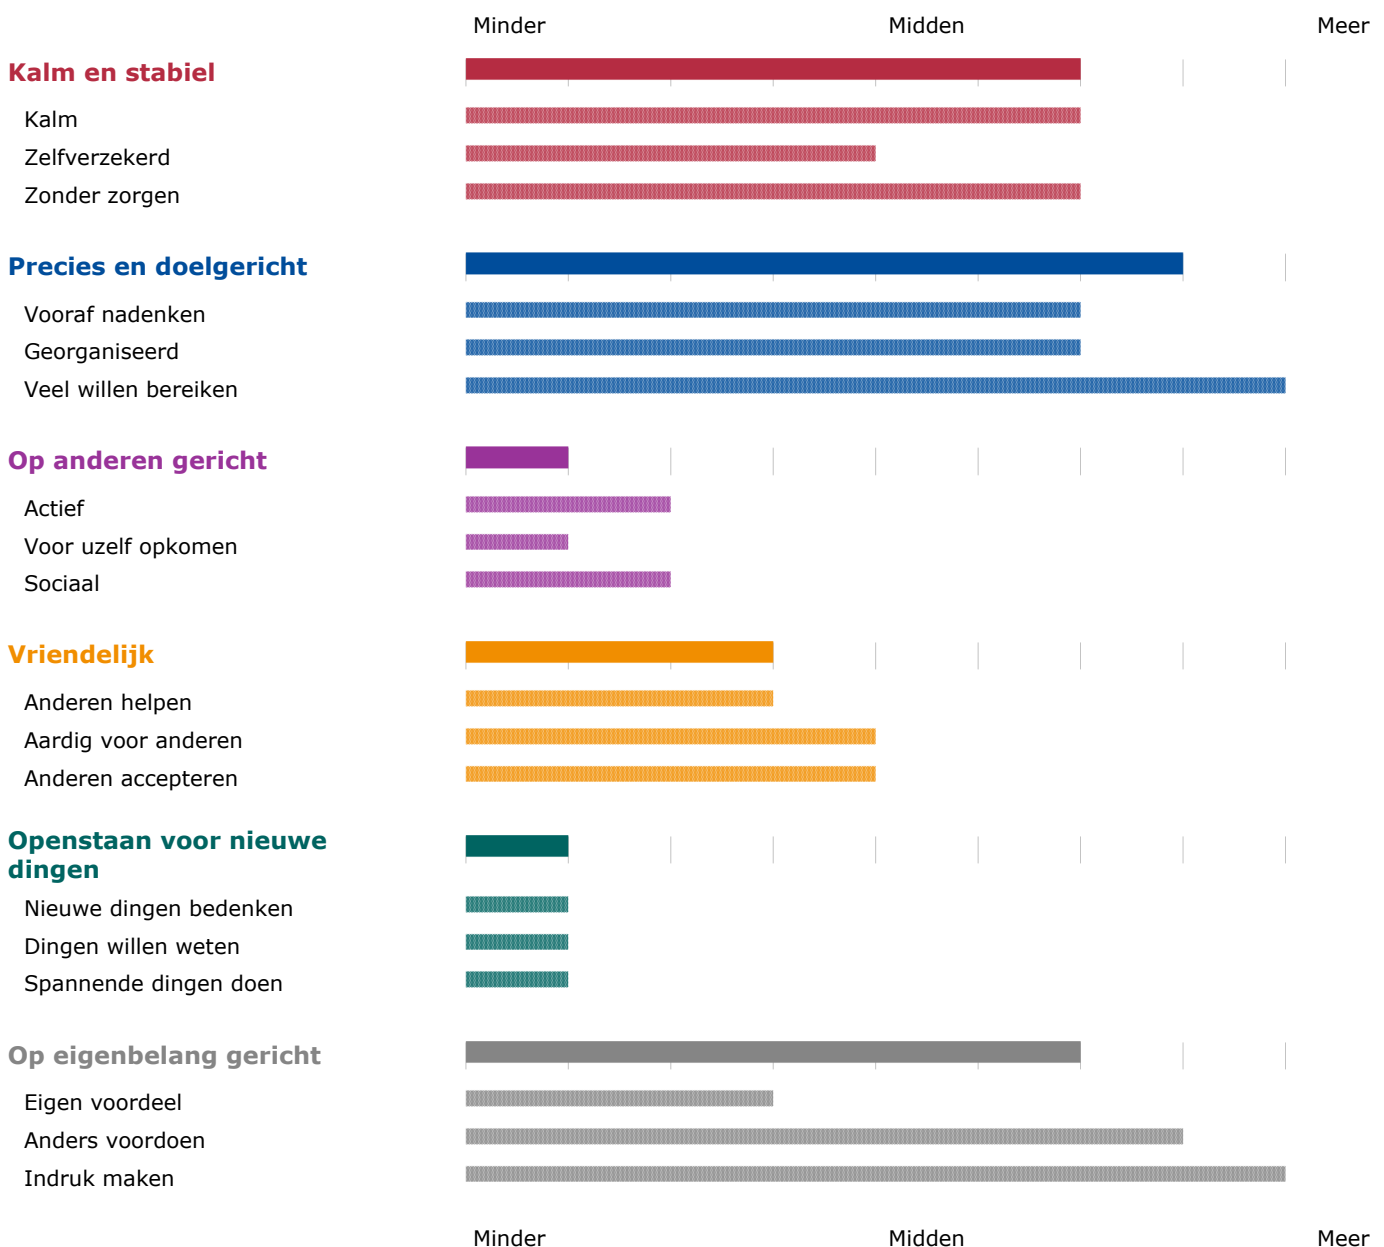 Minder Midden Meer
Kalm en stabiel
Kalm
Zelfverzekerd
Zonder zorgen
Precies en doelgericht
Vooraf nadenken
Georganiseerd
Veel willen bereiken
Op anderen gericht
Actief
Voor uzelf opkomen
Sociaal
Vriendelijk
Anderen helpen
Aardig voor anderen
Anderen accepteren
Openstaan voor nieuwe
dingen
Nieuwe dingen bedenken
Dingen willen weten
Spannende dingen doen
Op eigenbelang gericht
Eigen voordeel
Anders voordoen
Indruk maken
Minder Midden Meer